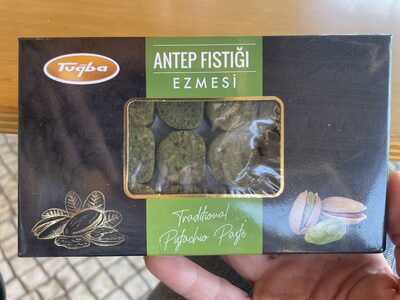 Tuğba
ANTEP FISTIĞI
EZMESİ
Traditional
Pistachio Paste